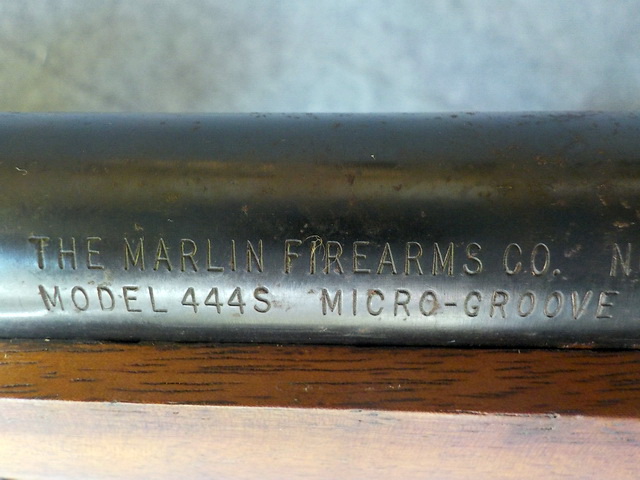 THE MARLIN FIREARMS CO. N
MODEL 444S MICRO-GROOVE